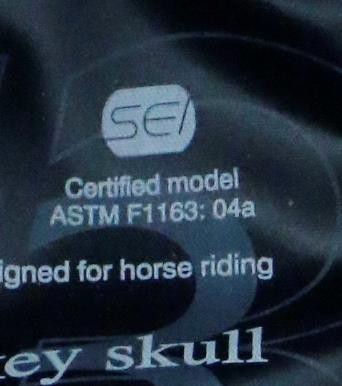 SEI
Certified model
ASTM F1163: 04a
igned for horse riding
ey skull